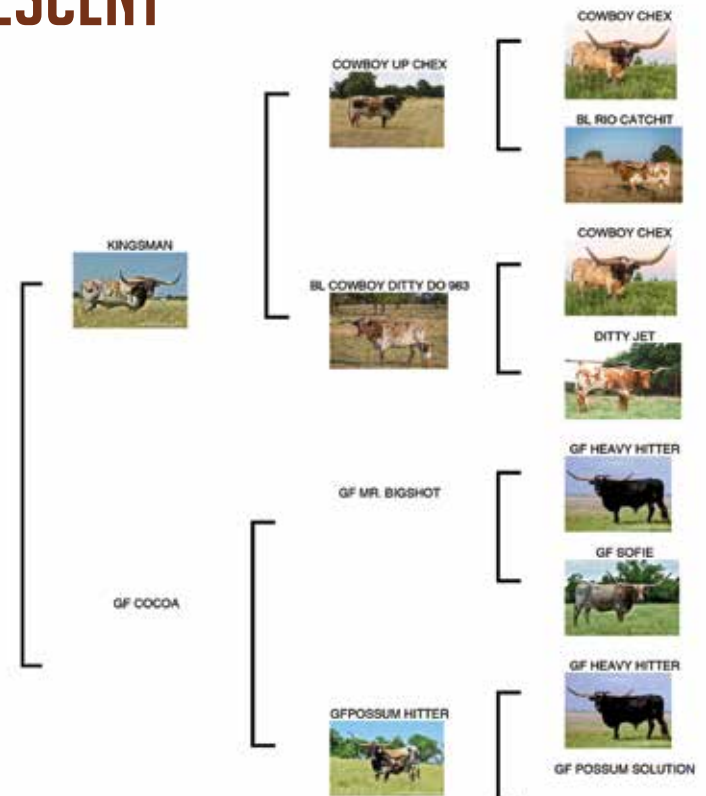 ESCENT
COWBOY CHEX
COWBOY UP CHEX
BL RIO CATCHIT
COWBOY CHEX
KINGSMAN
BL COWBOY DITTY DO 963
DITTY JET
GF HEAVY HITTER
GF MR. BIGSHOT
GF SOFIE
GF COCOA
GF HEAVY HITTER
GFPOSSUM HITTER
GF POSSUM SOLUTION